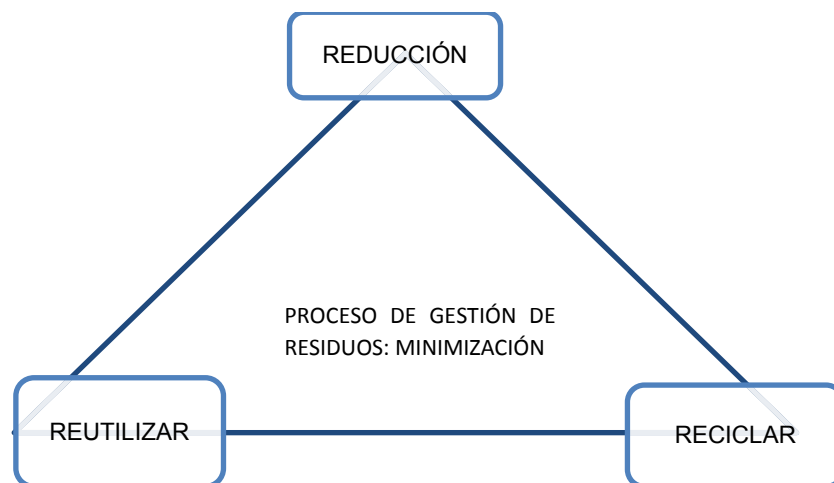 REDUCCIÓN
PROCESO DE GESTIÓN DE
RESIDUOS: MINIMIZACIÓN
REUTILIZAR
RECICLAR